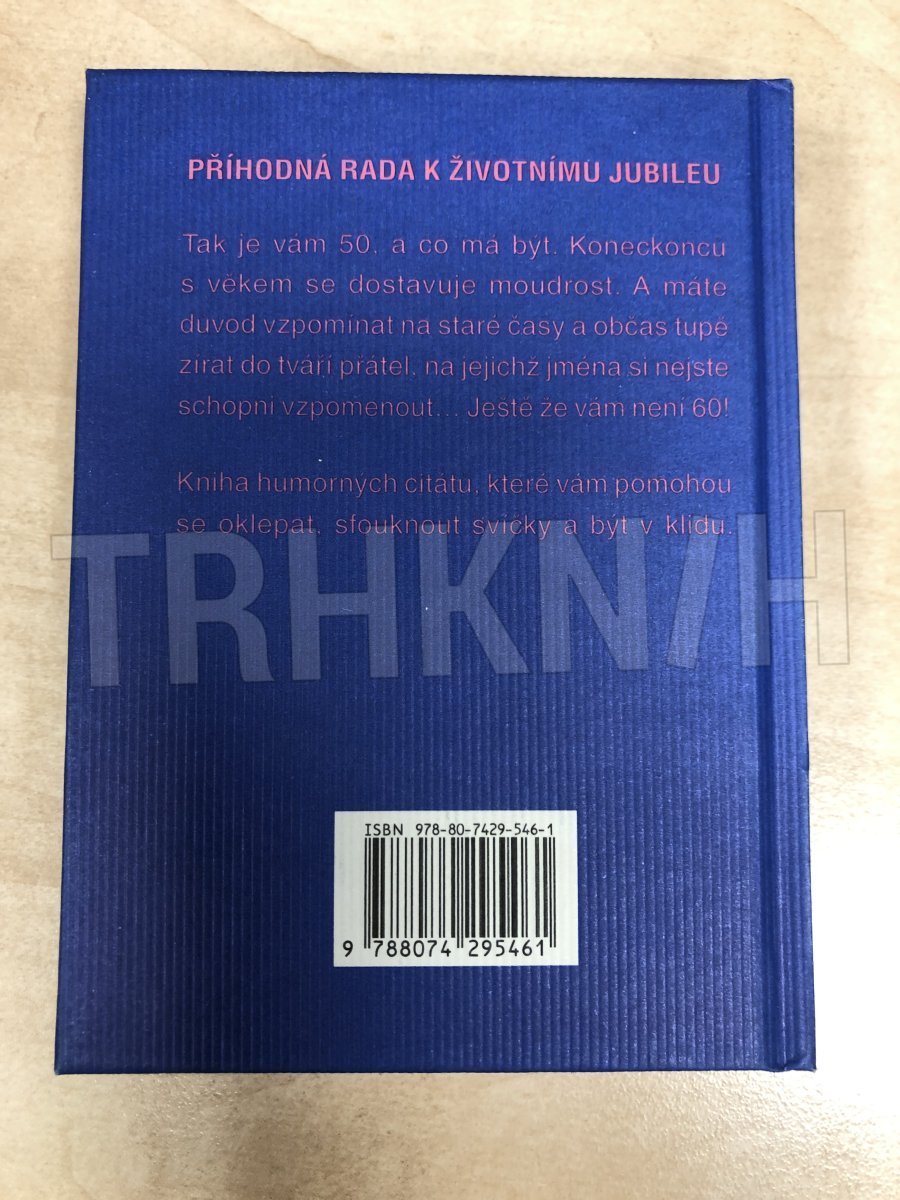 PŘÍHODNÁ RADA K ŽIVOTNÍMU JUBILEU
Tak je vám 50, a co má být. Koneckoncu
s věkem se dostavuje moudrost. A máte
duvod vzpomínat na staré časy a občas tupě
zírat do tváří přátel, na jejichž jména si nejste
schopni vzpomenout... Ještě že vám není 60!
Kniha humorných citátu, které vám pomohou
se oklepat, sfouknout svíčky a být v klidu.
TRHKNIH
ISBN 978-80-7429-546-1
9 788074 295461